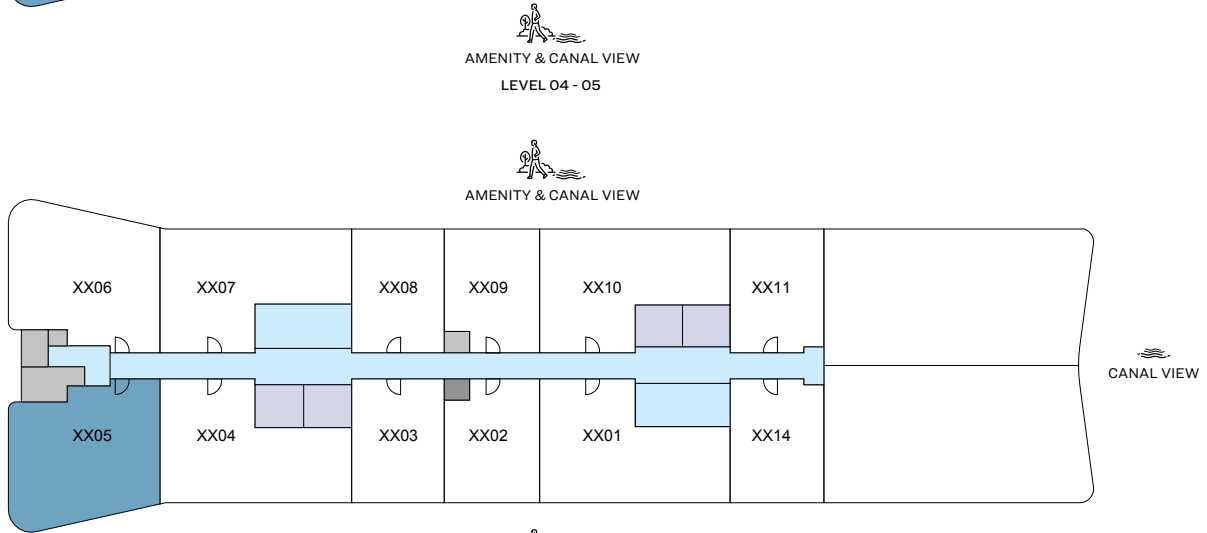 AMENITY & CANAL VIEW
LEVEL 04 - 05
AMENITY & CANAL VIEW
XX06 XX07 XX08 XX09 XX10 XX11
CANAL VIEW
XX05 XX04 XX03 XX02 XX01 XX14